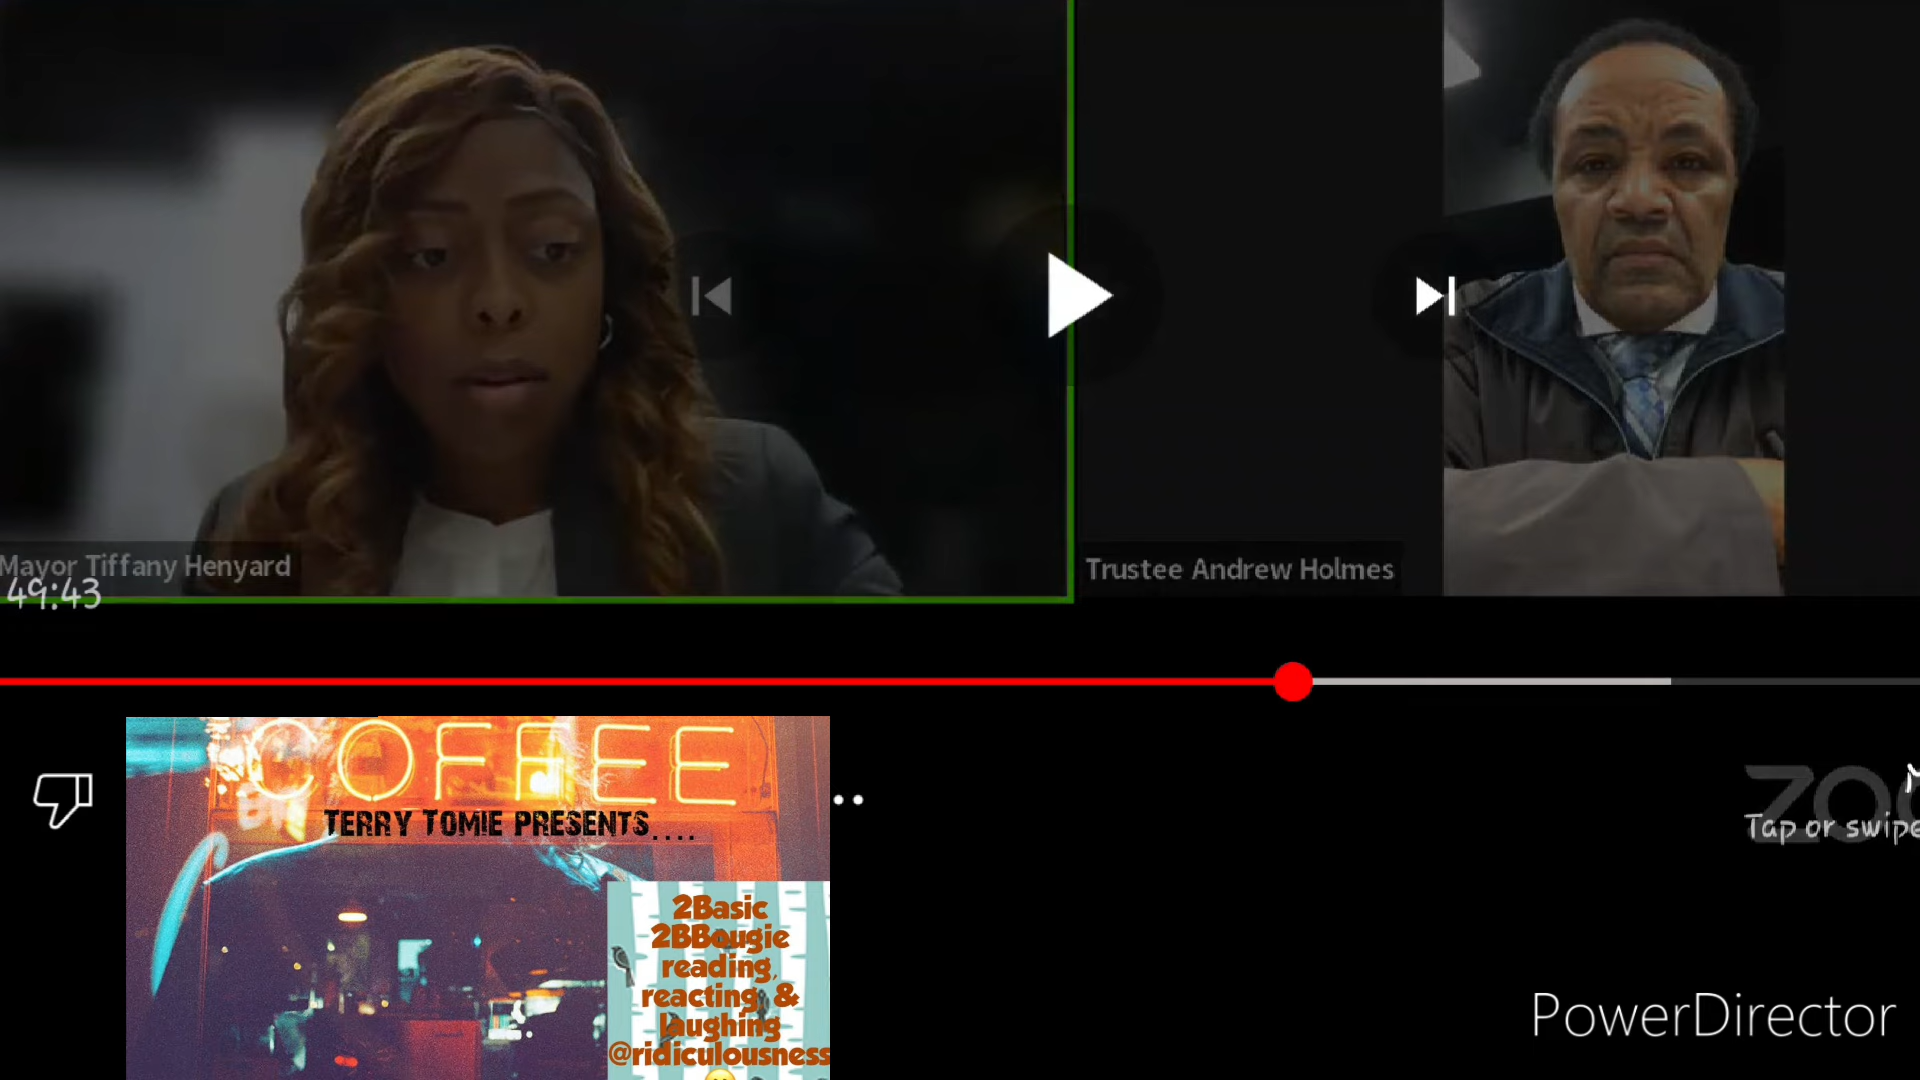 Mayor Tiffany Henyard
Trustee Andrew Holmes
49:43
COFFEE
BAR
TERRY TOMIE PRESENTS....
2Basic
2BBougie
reading,
reacting, &
laughing
@ridiculousness
Tap or swipe
PowerDirector